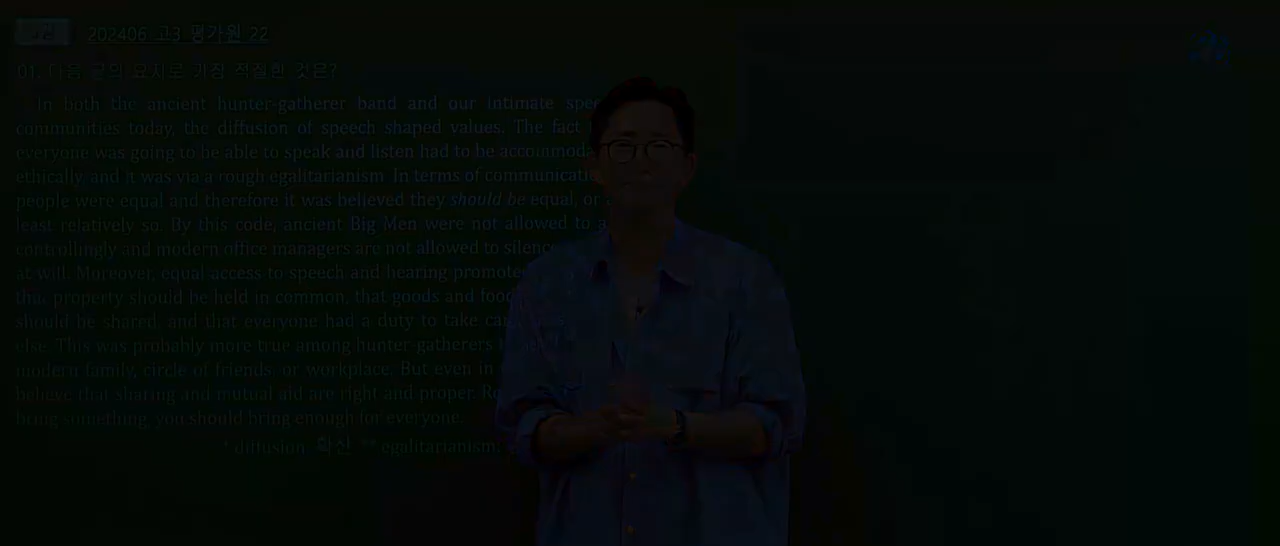 202406 고3 평가원 22
01. 다음 글의 요지로 가장 적절한 것은?
In both the ancient hunter-gatherer band and our intimate
communities today, the diffusion of speech shaped values. The fact
everyone was going to be able to speak and listen had to be
ethically, and it was via a rough egalitarianism. In terms of
people were equal and therefore it was believed they should be equal, or
least relatively so. By this code, ancient Big Men were not allowed to
controllingly and modern office managers are not allowed to silence
at will. Moreover, equal access to speech and hearing
that property should be held in common, that goods and
should be shared, and that everyone had a duty to take
else. This was probably more true among hunter-gatherers
modern family, circle of friends, or workplace. But even in
believe that sharing and mutual aid are right and proper.
bring something, you should bring enough for everyone.
* diffusion: 확산 ** egalitarianism: